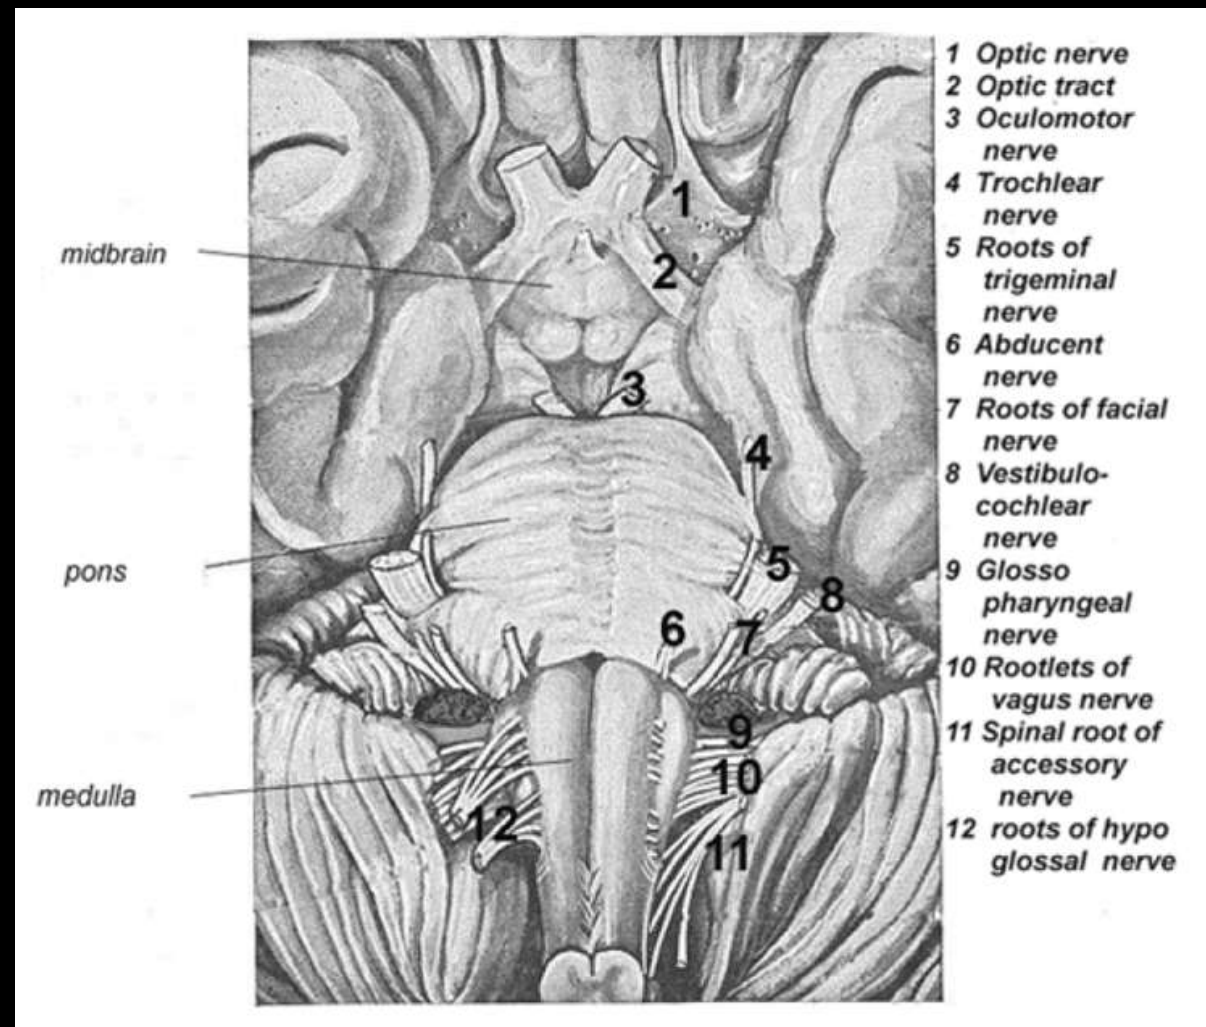 midbrain
pons
medulla
1
2
3
4
5
6
7
8
9
10
11
12
1 Optic nerve
2 Optic tract
3 Oculomotor
nerve
4 Trochlear
nerve
5 Roots of
trigeminal
nerve
6 Abducent
nerve
7 Roots of facial
nerve
8 Vestibulo-
cochlear
nerve
9 Glosso
pharyngeal
nerve
10 Rootlets of
vagus nerve
11 Spinal root of
accessory
nerve
12 roots of hypo
glossal nerve